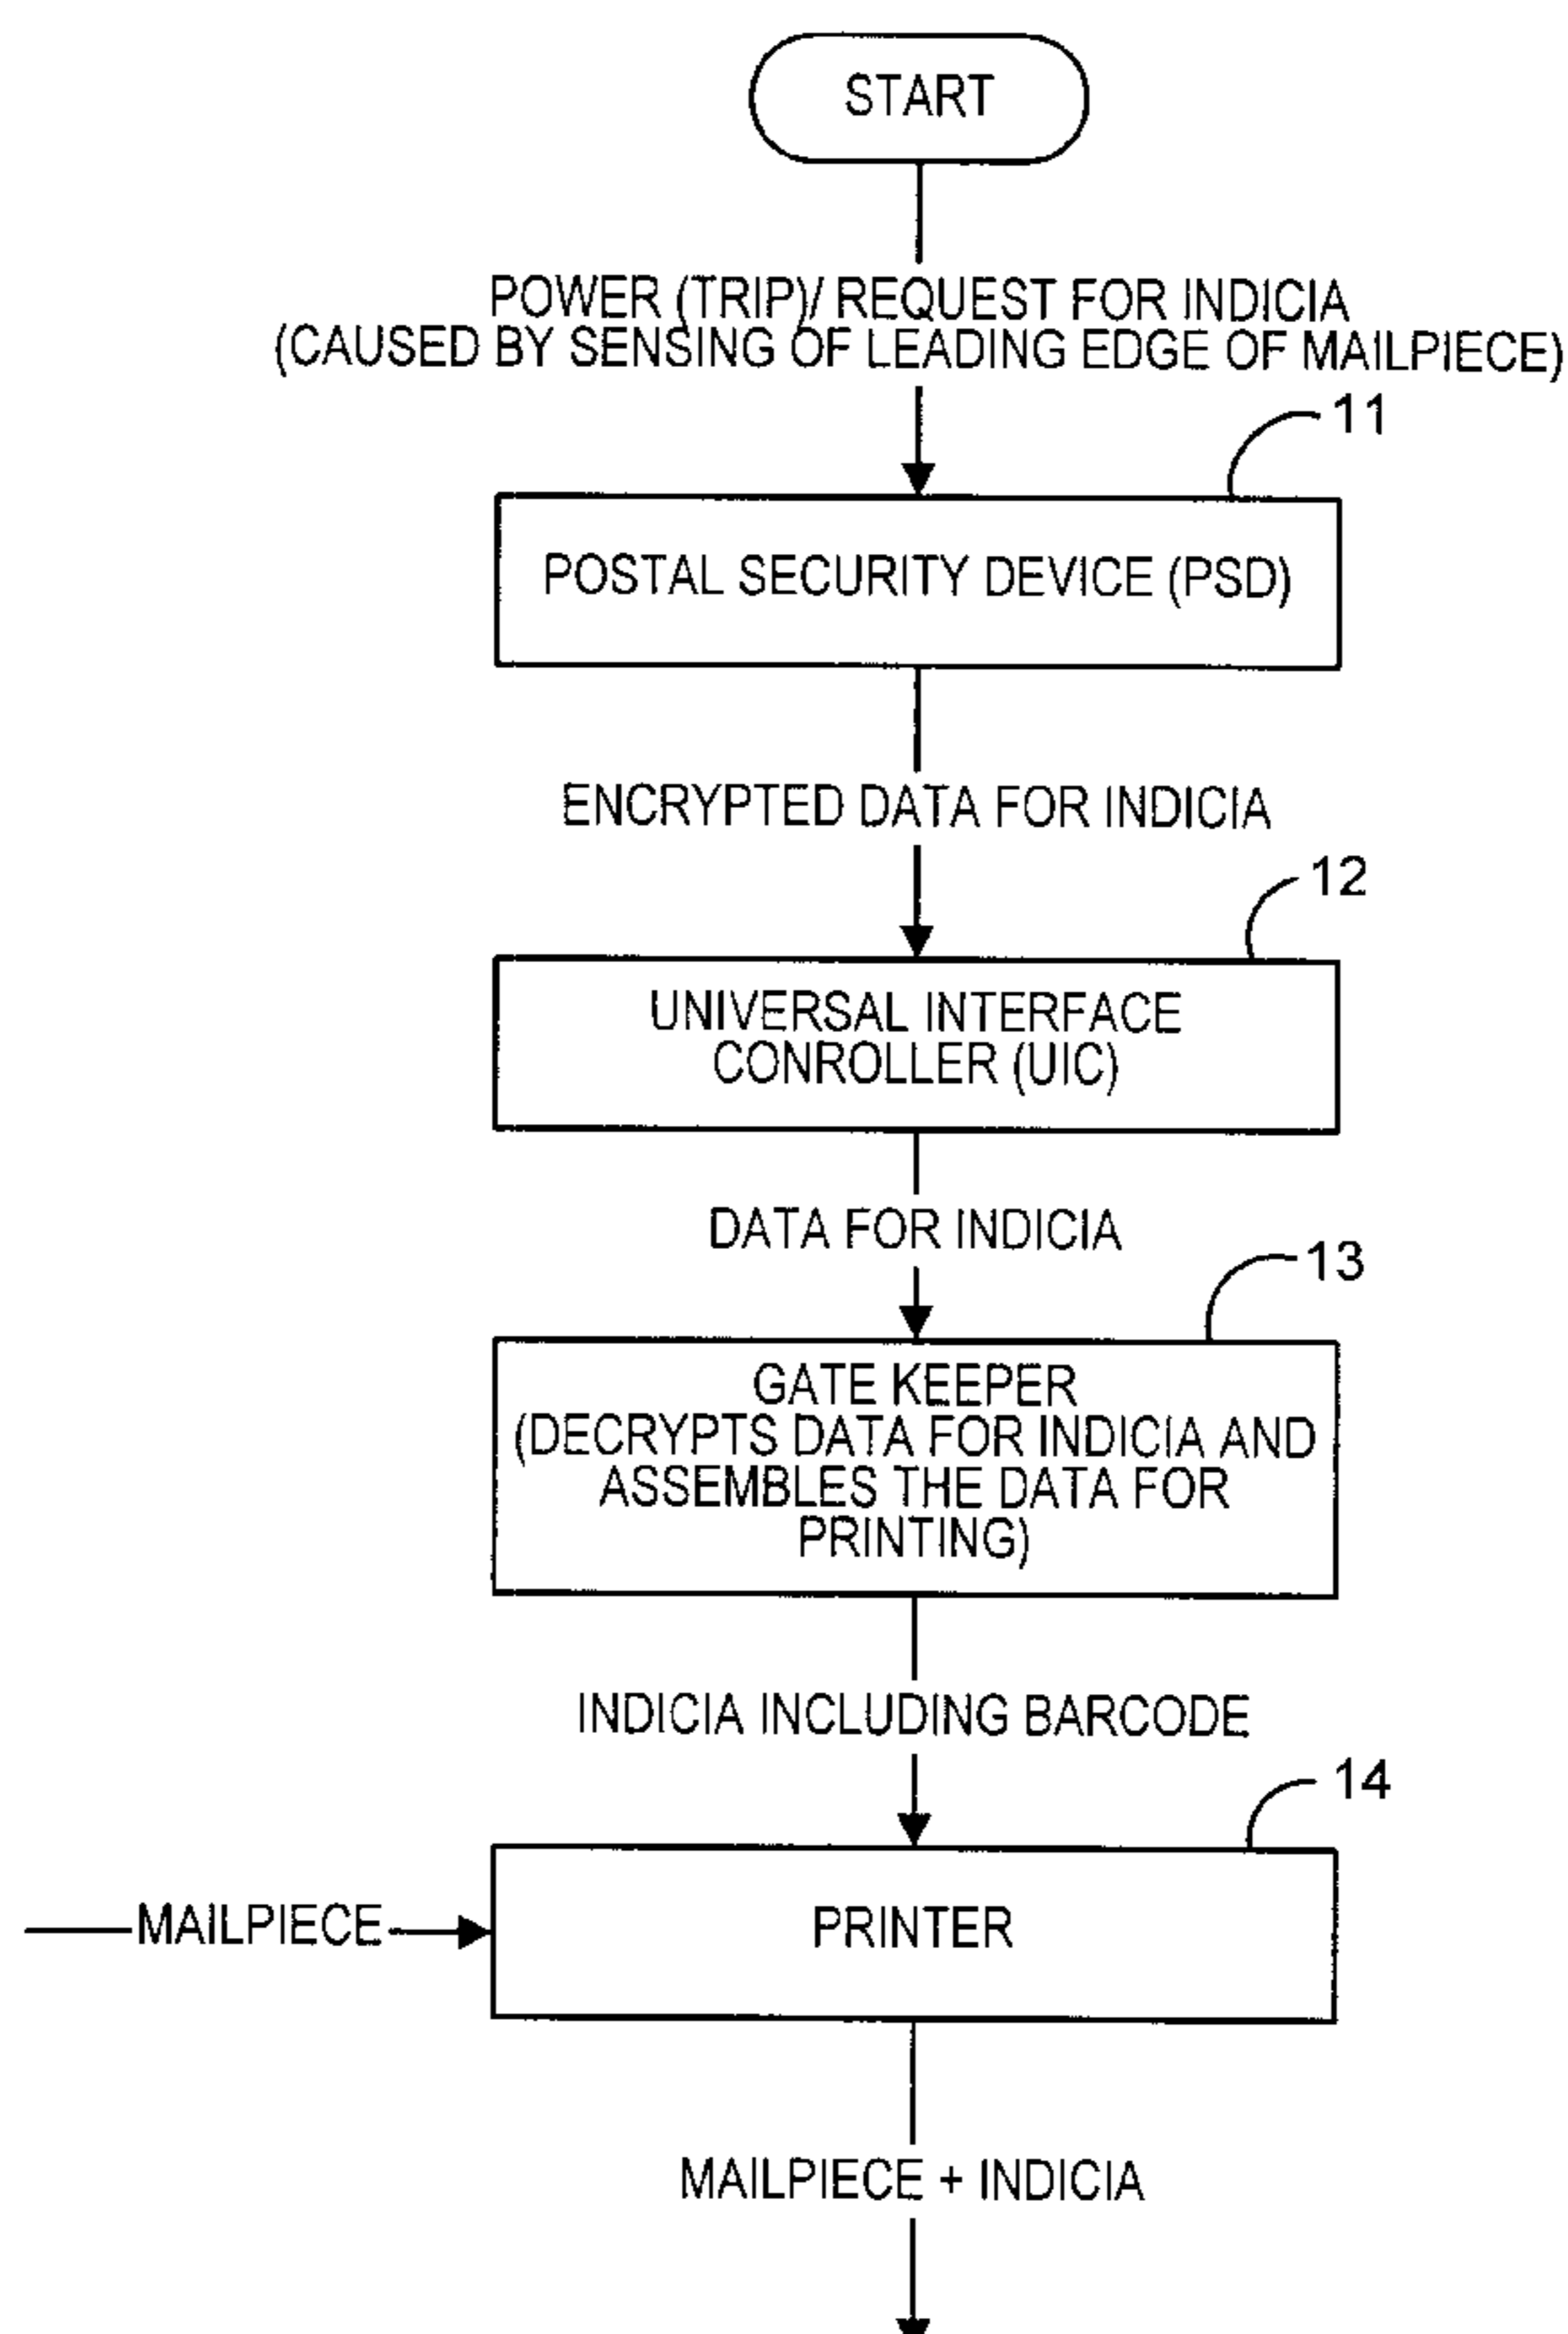 START
POWER (TRIP)/ REQUEST FOR INDICIA
(CAUSED BY SENSING OF LEADING EDGE OF MAILPIECE)
11
POSTAL SECURITY DEVICE (PSD)
ENCRYPTED DATA FOR INDICIA
12
UNIVERSAL INTERFACE
CONROLLER (UIC)
DATA FOR INDICIA
13
GATE KEEPER
(DECRYPTS DATA FOR INDICIA AND
ASSEMBLES THE DATA FOR
PRINTING)
INDICIA INCLUDING BARCODE
14
MAILPIECE
PRINTER
MAILPIECE + INDICIA